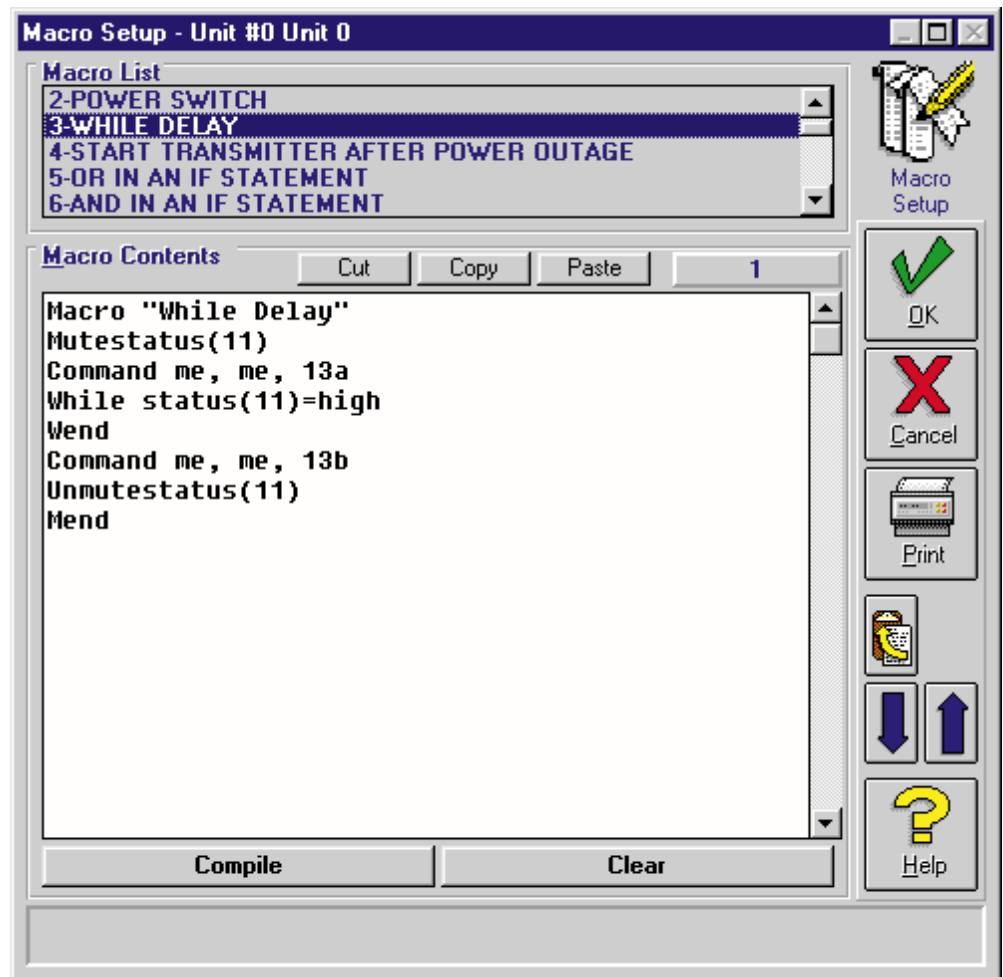 Macro Setup - Unit #0 Unit 0
Macro List
2-POWER SWITCH
3-WHILE DELAY
4-START TRANSMITTER AFTER POWER OUTAGE
5-OR IN AN IF STATEMENT
6-AND IN AN IF STATEMENT
Macro
Setup
Macro Contents
Cut
Copy
Paste
1
Macro "While Delay"
Mutestatus(11)
Command me, me, 13a
While status(11)=high
Wend
Command me, me, 13b
Unmutestatus(11)
Mend
OK
Cancel
Print
Help
Compile
Clear